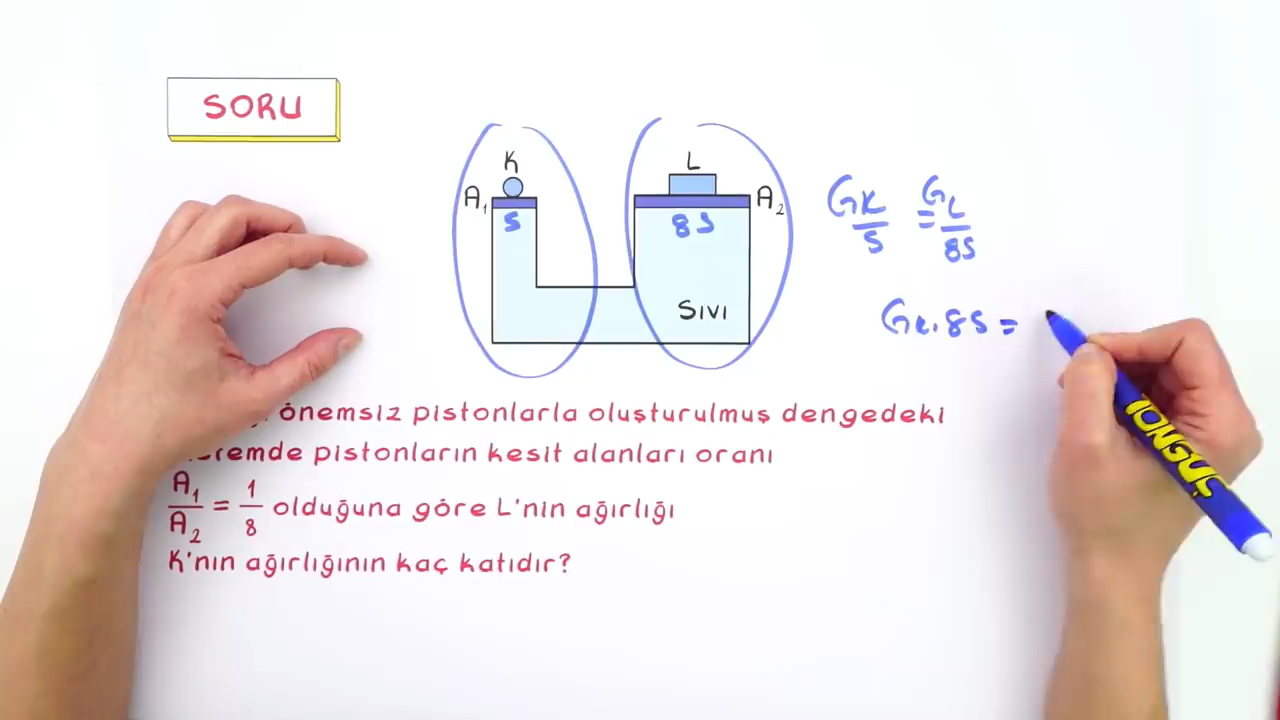 SORU
K
L
A1
A2
S
8S
SIVI
GK/S = GL/8S
GK.8S =
önemsiz pistonlarla oluşturulmuş dengedeki
pistonların kesit alanları oranı
A1/A2 = 1/8 olduğuna göre L'nin ağırlığı
K'nın ağırlığının kaç katıdır?